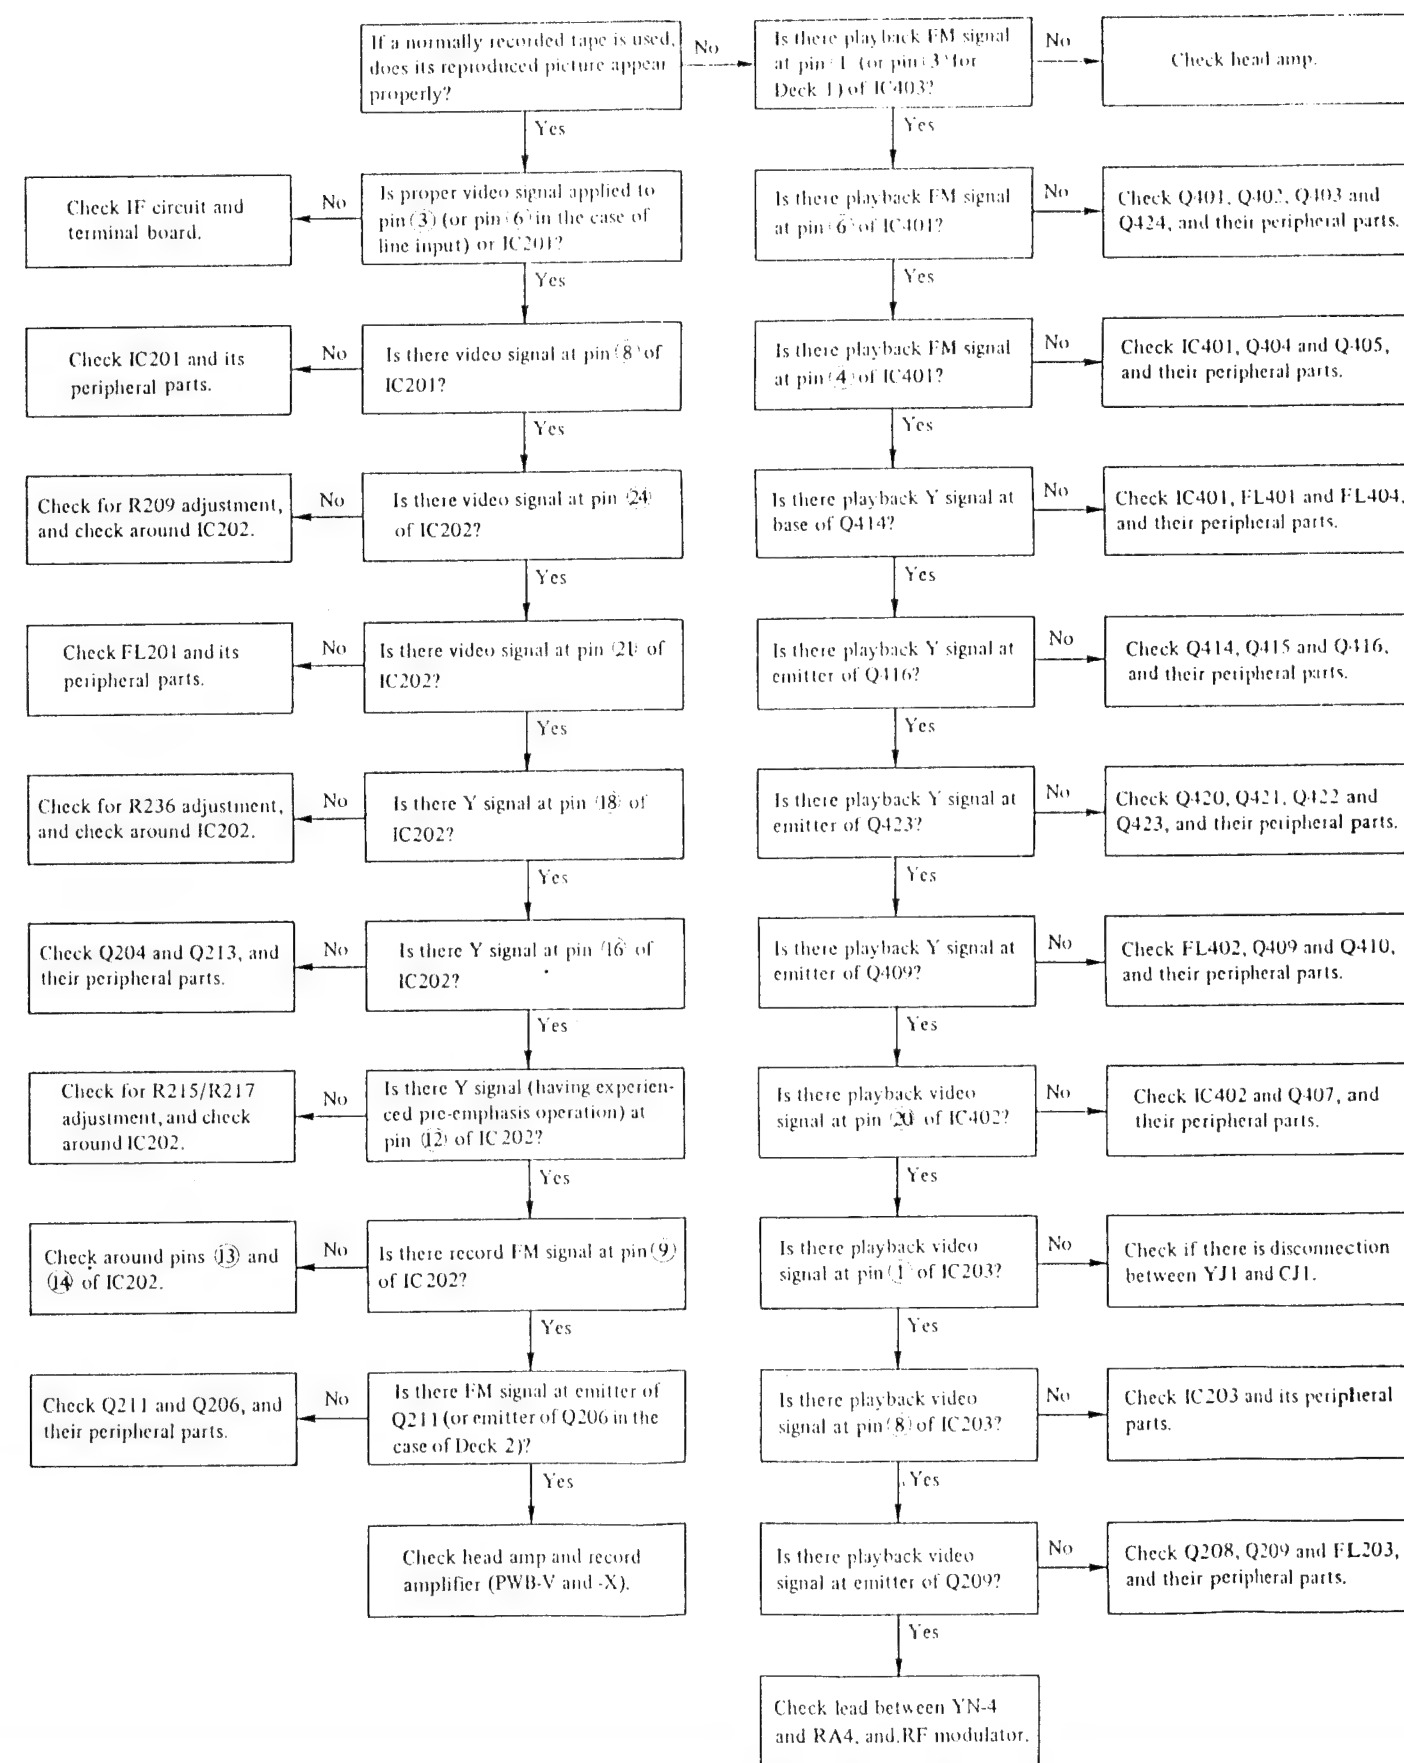 If a normally recorded tape is used,
does its reproduced picture appear
properly?
No
Is there playback FM signal
at pin 1 (or pin (3) for
Deck 1) of IC403?
No
Check head amp.
Yes
Yes
Check IF circuit and
terminal board.
No
Is proper video signal applied to
pin (3) (or pin (6) in the case of
line input) or IC201?
Is there playback FM signal
at pin (6) of IC401?
No
Check Q401, Q402, Q403 and
Q424, and their peripheral parts.
Yes
Yes
Check IC201 and its
peripheral parts.
No
Is there video signal at pin (8) of
IC201?
Is there playback FM signal
at pin (4) of IC401?
No
Check IC401, Q404 and Q405,
and their peripheral parts.
Yes
Yes
Check for R209 adjustment,
and check around IC202.
No
Is there video signal at pin (24)
of IC202?
Is there playback Y signal at
base of Q414?
No
Check IC401, FL401 and FL404,
and their peripheral parts.
Yes
Yes
Check FL201 and its
peripheral parts.
No
Is there video signal at pin (21) of
IC202?
Is there playback Y signal at
emitter of Q416?
No
Check Q414, Q415 and Q416,
and their peripheral parts.
Yes
Yes
Check for R236 adjustment,
and check around IC202.
No
Is there Y signal at pin (18) of
IC202?
Is there playback Y signal at
emitter of Q423?
No
Check Q420, Q421, Q422 and
Q423, and their peripheral parts.
Yes
Yes
Check Q204 and Q213, and
their peripheral parts.
No
Is there Y signal at pin (16) of
IC202?
Is there playback Y signal at
emitter of Q409?
No
Check FL402, Q409 and Q410,
and their peripheral parts.
Yes
Yes
Check for R215/R217
adjustment, and check
around IC202.
No
Is there Y signal (having experien-
ced pre-emphasis operation) at
pin (12) of IC202?
Is there playback video
signal at pin (20) of IC402?
No
Check IC402 and Q407, and
their peripheral parts.
Yes
Yes
Check around pins (13) and
(14) of IC202.
No
Is there record FM signal at pin (9)
of IC202?
Is there playback video
signal at pin (1) of IC203?
No
Check if there is disconnection
between YJ1 and CJ1.
Yes
Yes
Check Q211 and Q206, and
their peripheral parts.
No
Is there FM signal at emitter of
Q211 (or emitter of Q206 in the
case of Deck 2)?
Is there playback video
signal at pin (8) of IC203?
No
Check IC203 and its peripheral
parts.
Yes
Yes
Check head amp and record
amplifier (PWB-V and -X).
Is there playback video
signal at emitter of Q209?
No
Check Q208, Q209 and FL203,
and their peripheral parts.
Yes
Check lead between YN-4
and RA4, and RF modulator.